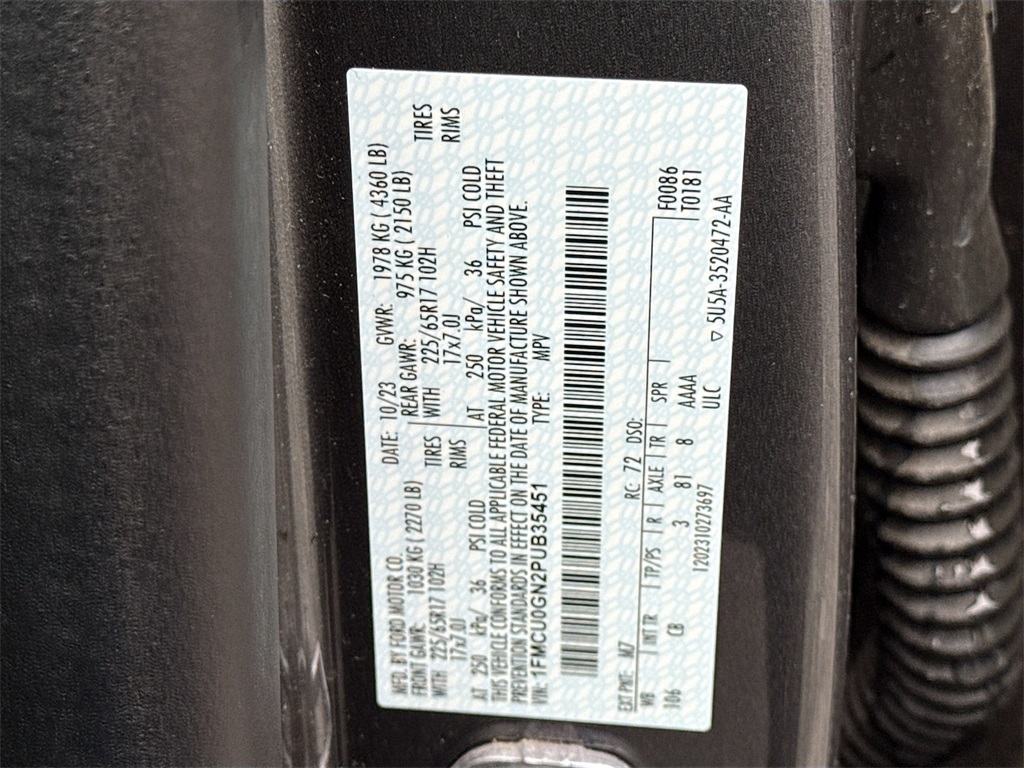 MFD. BY FORD MOTOR CO.
DATE: 10/23 GVWR: 1978 KG ( 4360 LB)
FRONT GAWR: 1030 KG ( 2270 LB) REAR GAWR: 975 KG ( 2150 LB)
WITH 225/65R17 102H TIRES WITH 225/65R17 102H TIRES
17x7.0J RIMS 17x7.0J RIMS
AT 250 kPa/ 36 PSI COLD AT 250 kPa/ 36 PSI COLD
THIS VEHICLE CONFORMS TO ALL APPLICABLE FEDERAL MOTOR VEHICLE SAFETY AND THEFT
PREVENTION STANDARDS IN EFFECT ON THE DATE OF MANUFACTURE SHOWN ABOVE.
VIN: 1FMCU0GN2PUB35451 TYPE: MPV
EXT PNT: MZ RC: 72 DSO: F0086
WB INT TR TP/PS R AXLE TR SPR T0181
106 CB 3 81 8 AAAA
ULC
1202310273697 5U5A-3520472-AA